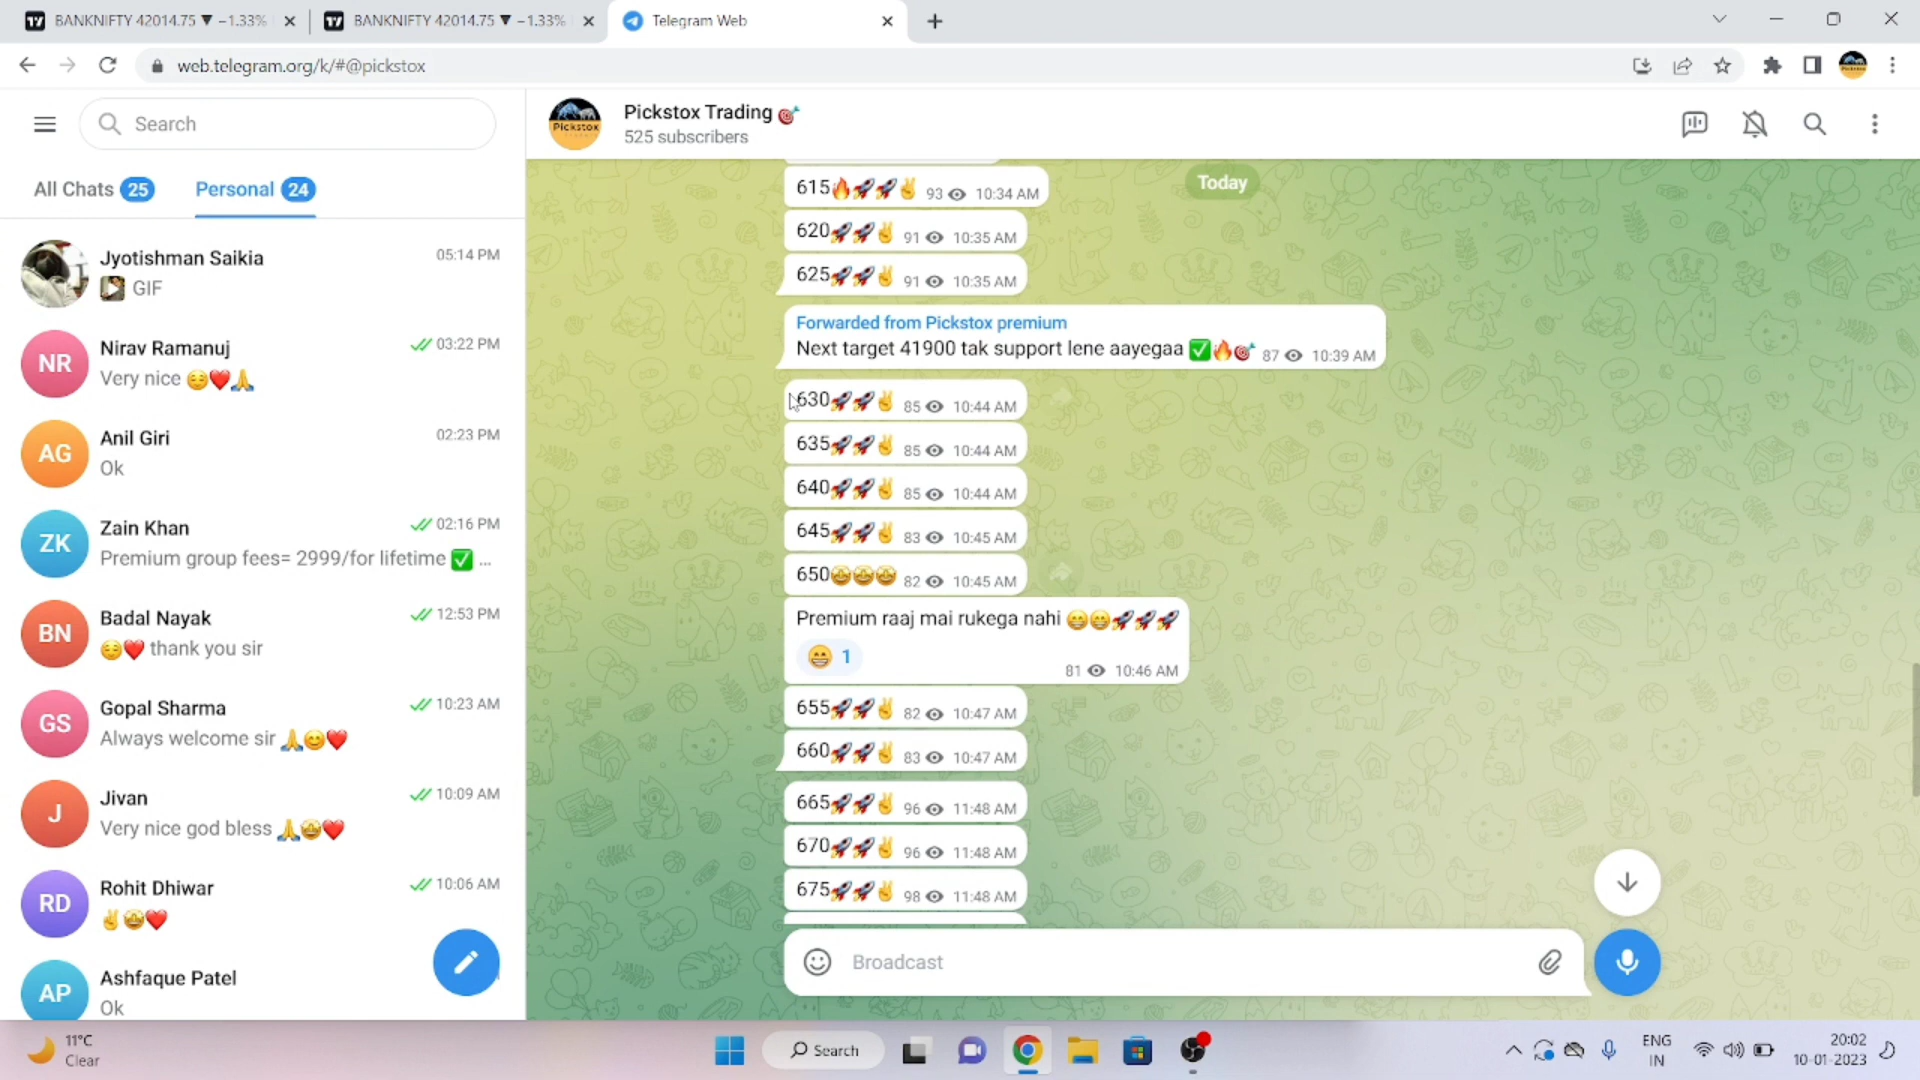 BANKNIFTY 42014.75 ▼ −1.33%
BANKNIFTY 42014.75 ▼ −1.33%
Telegram Web
web.telegram.org/k/#@pickstox
Search
All Chats 25
Personal 24
Jyotishman Saikia 05:14 PM
GIF
Nirav Ramanuj 03:22 PM
Very nice 😌❤️🙏
Anil Giri 02:23 PM
Ok
Zain Khan 02:16 PM
Premium group fees= 2999/for lifetime ✅ ...
Badal Nayak 12:53 PM
😌❤️ thank you sir
Gopal Sharma 10:23 AM
Always welcome sir 🙏😊❤️
Jivan 10:09 AM
Very nice god bless 🙏🤩❤️
Rohit Dhiwar 10:06 AM
✌️🤩❤️
Ashfaque Patel
Ok
NR
AG
ZK
BN
GS
J
RD
AP
Pickstox
Pickstox Trading 🎯
525 subscribers
Today
615🔥🚀🚀✌️ 93 10:34 AM
620🚀🚀✌️ 91 10:35 AM
625🚀🚀✌️ 91 10:35 AM
Forwarded from Pickstox premium
Next target 41900 tak support lene aayegaa ✅🔥🎯 87 10:39 AM
630🚀🚀✌️ 85 10:44 AM
635🚀🚀✌️ 85 10:44 AM
640🚀🚀✌️ 85 10:44 AM
645🚀🚀✌️ 83 10:45 AM
650🤩🤩🤩 82 10:45 AM
Premium raaj mai rukega nahi 😁😁🚀🚀🚀
😁 1 81 10:46 AM
655🚀🚀✌️ 82 10:47 AM
660🚀🚀✌️ 83 10:47 AM
665🚀🚀✌️ 96 11:48 AM
670🚀🚀✌️ 96 11:48 AM
675🚀🚀✌️ 98 11:48 AM
Broadcast
11°C
Clear
Search
ENG
IN
20:02
10-01-2023